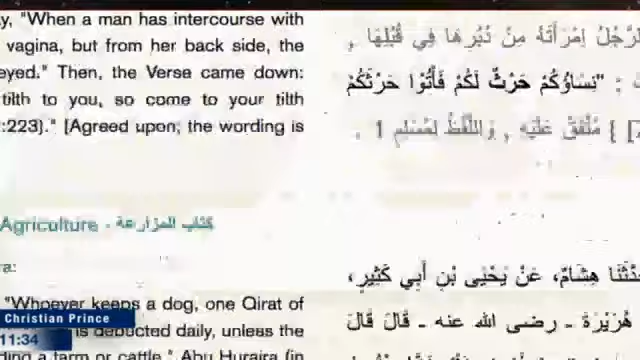 y, "When a man has intercourse with
vagina, but from her back side, the
eyed." Then, the Verse came down:
tilth to you, so come to your tilth
:223)." [Agreed upon; the wording is
الرَّجُلُ إِمْرَأَتَهُ مِنْ دُبُرِهَا فِي قُبُلِهَا ,
: "نِسَاؤُكُمْ حَرْثٌ لَكُمْ فَأْتُوا حَرْثَكُمْ
} مُتَّفَقٌ عَلَيْهِ , وَاللَّفْظُ لِمُسْلِمٍ 1 .
Agriculture - كتاب المزارعة
ra:
"Whoever keeps a dog, one Qirat of
is deducted daily, unless the
ding a farm or cattle." Abu Huraira (in
هِشَامٌ، عَنْ يَحْيَى بْنِ أَبِي كَثِيرٍ،
هُرَيْرَةَ ـ رضى الله عنه ـ قَالَ قَالَ
Christian Prince
11:34